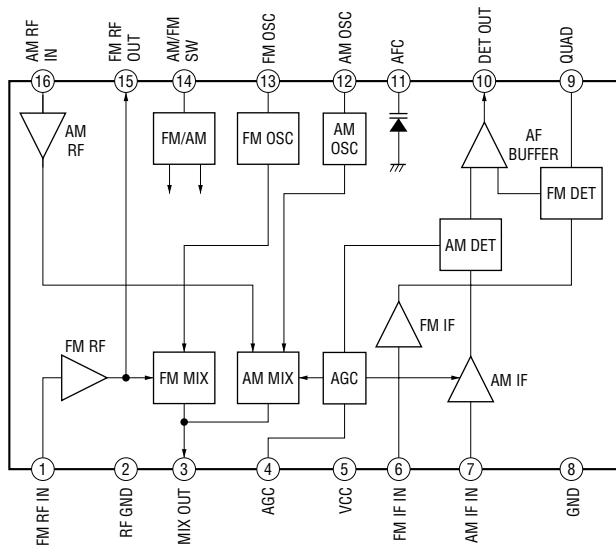 AM RF
IN
FM RF
OUT
AM/FM
SW
FM OSC
AM OSC
AFC
DET OUT
QUAD
16
15
14
13
12
11
10
9
AM
RF
FM/AM
FM OSC
AM
OSC
AF
BUFFER
FM DET
AM DET
FM IF
FM RF
FM MIX
AM MIX
AGC
AM IF
1
2
3
4
5
6
7
8
FM RF IN
RF GND
MIX OUT
AGC
VCC
FM IF IN
AM IF IN
GND